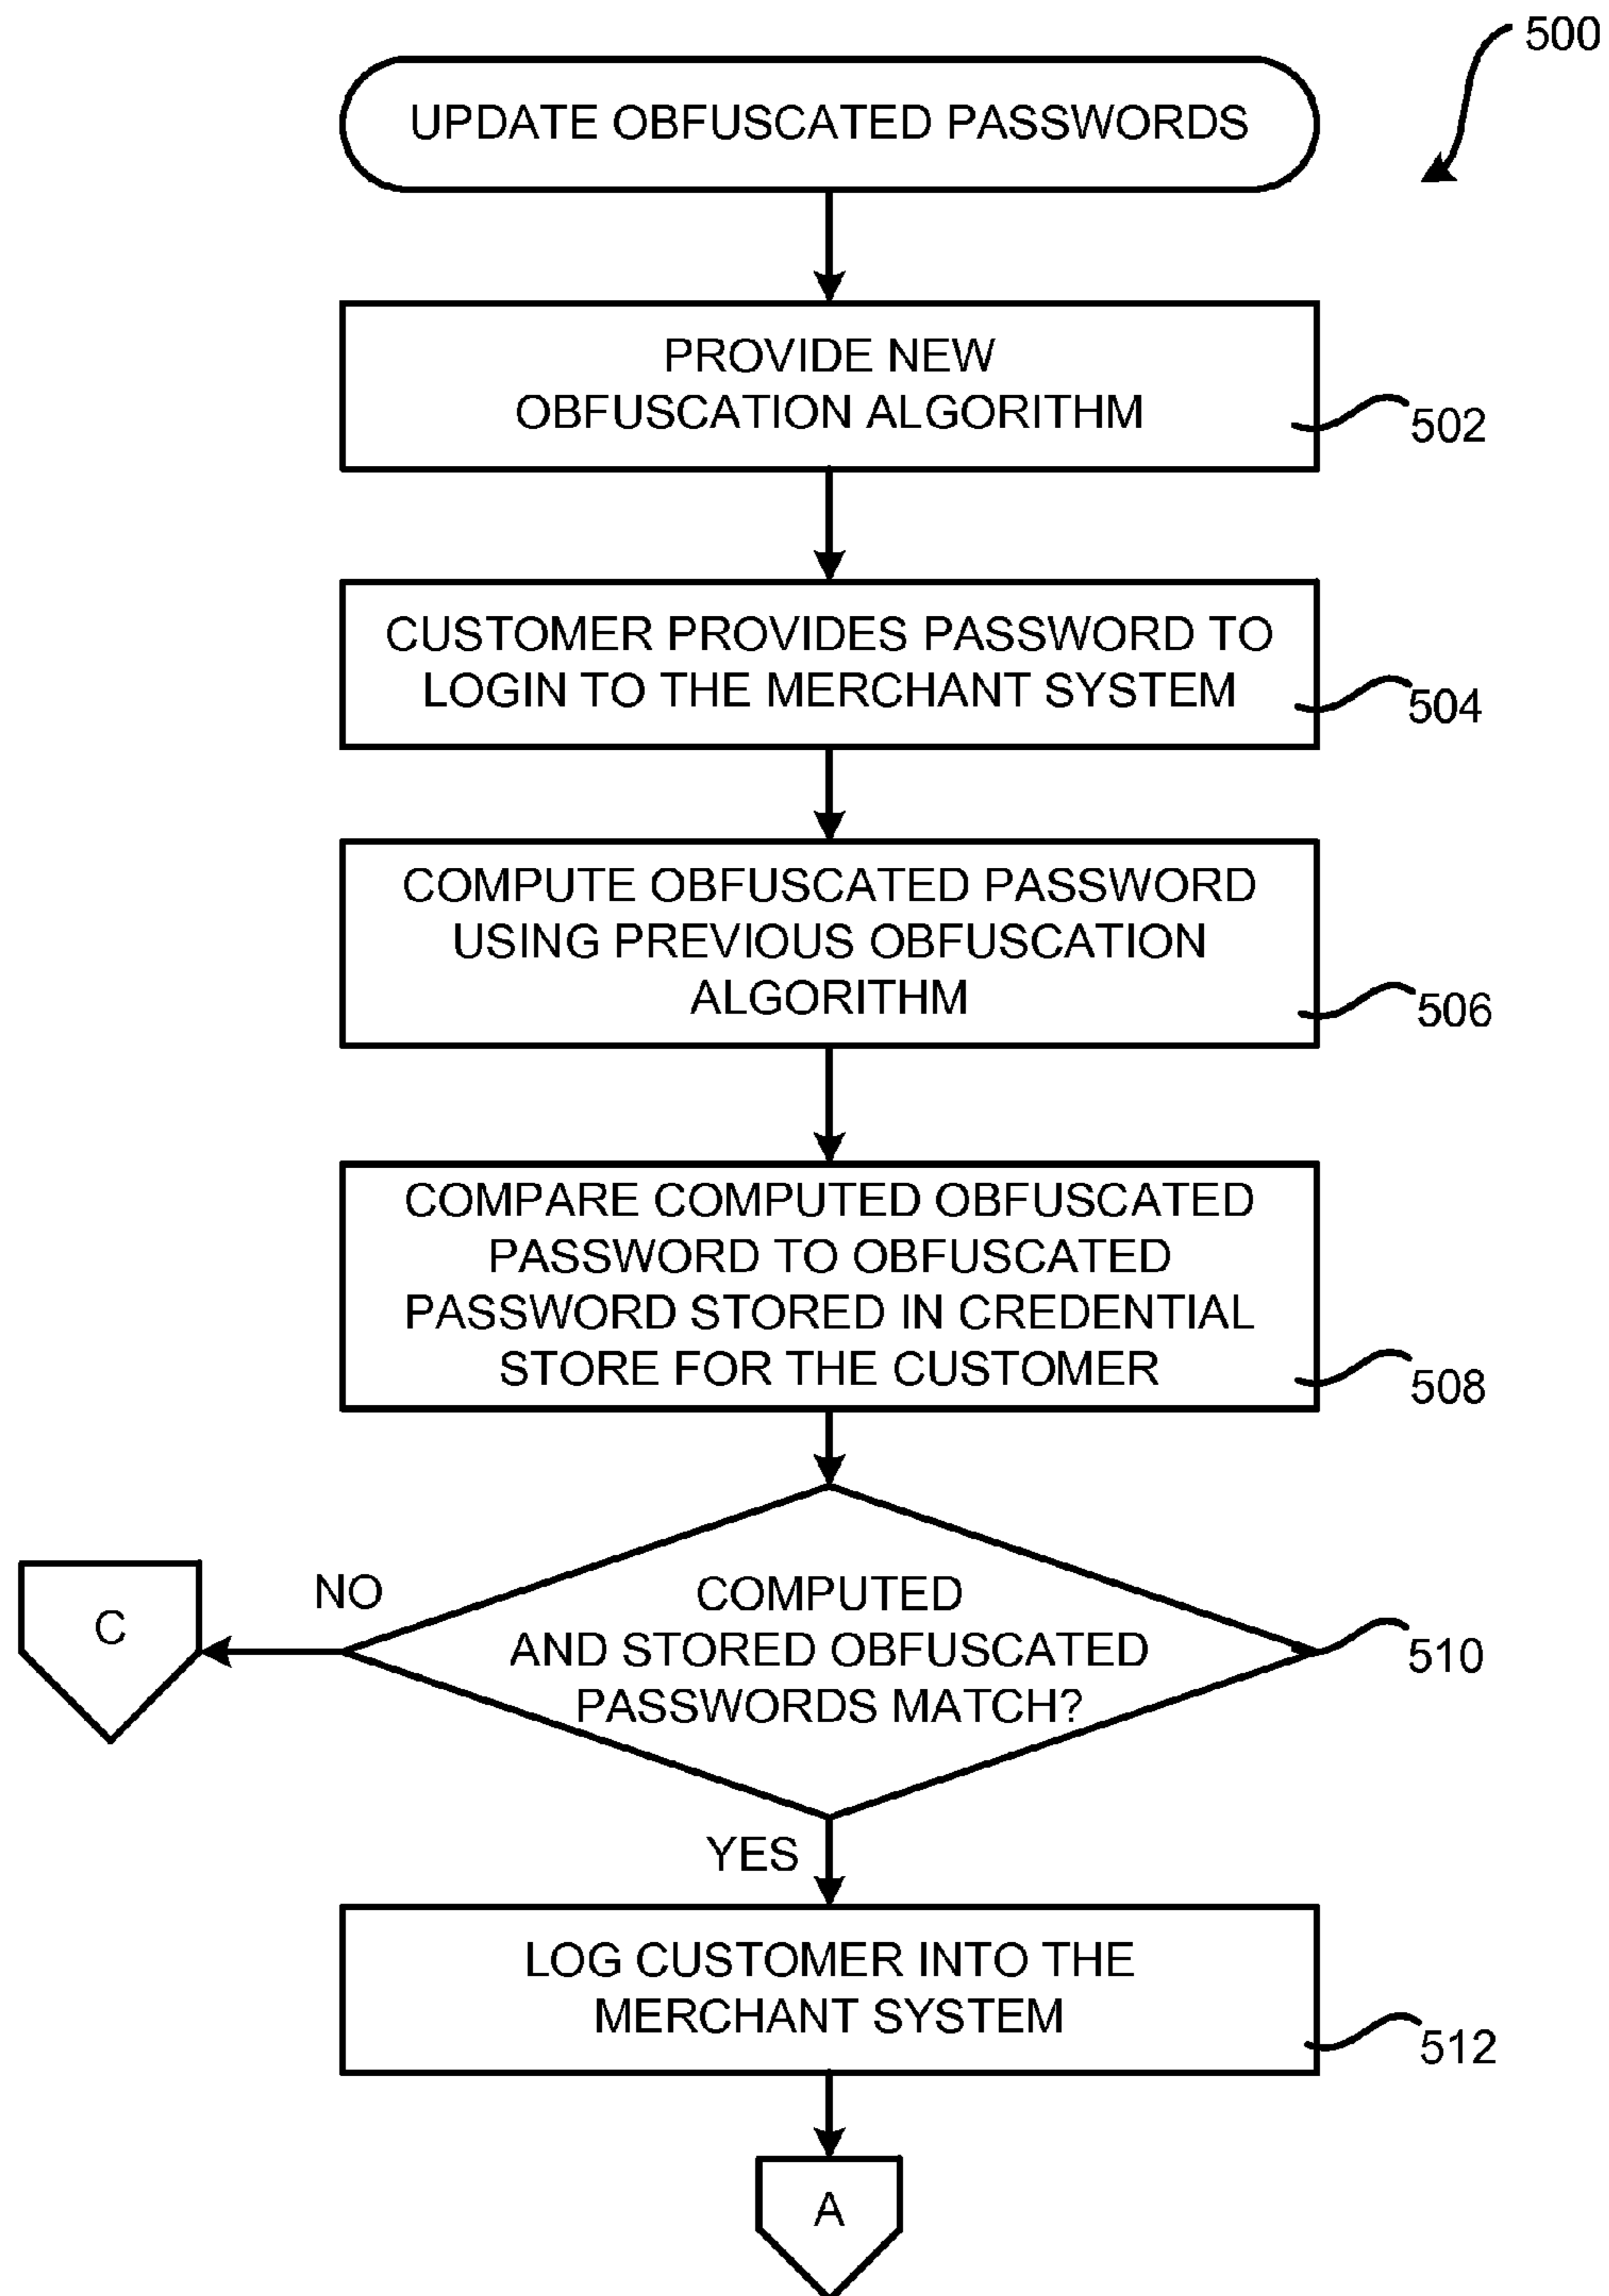 500
UPDATE OBFUSCATED PASSWORDS
PROVIDE NEW
OBFUSCATION ALGORITHM
502
CUSTOMER PROVIDES PASSWORD TO
LOGIN TO THE MERCHANT SYSTEM
504
COMPUTE OBFUSCATED PASSWORD
USING PREVIOUS OBFUSCATION
ALGORITHM
506
COMPARE COMPUTED OBFUSCATED
PASSWORD TO OBFUSCATED
PASSWORD STORED IN CREDENTIAL
STORE FOR THE CUSTOMER
508
COMPUTED
AND STORED OBFUSCATED
PASSWORDS MATCH?
510
NO
C
YES
LOG CUSTOMER INTO THE
MERCHANT SYSTEM
512
A